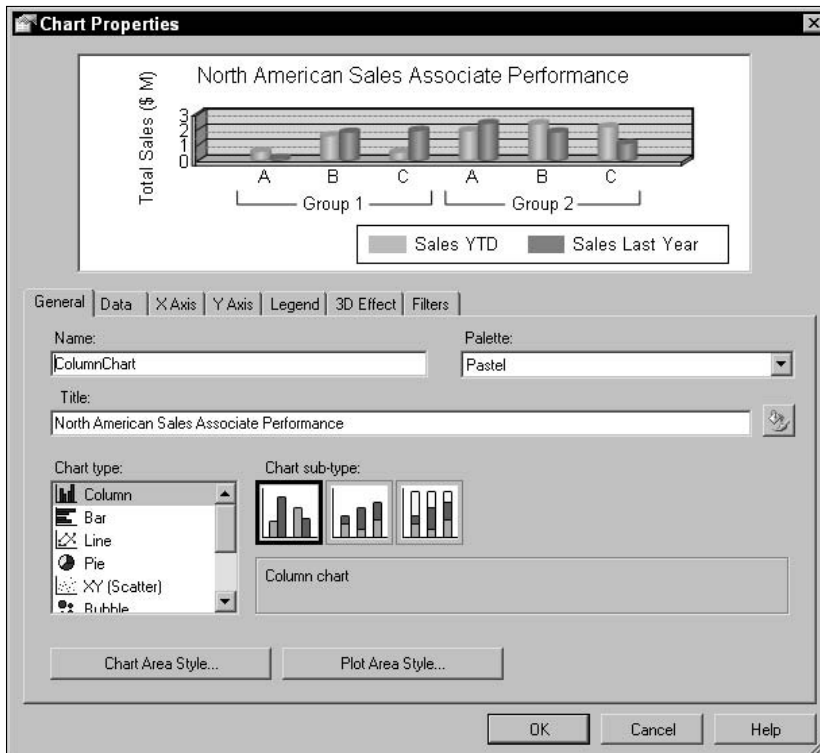 Chart Properties
North American Sales Associate Performance
Total Sales ($ M)
3
2
1
0
A B C A B C
Group 1 Group 2
Sales YTD Sales Last Year
General Data X Axis Y Axis Legend 3D Effect Filters
Name: Palette:
ColumnChart Pastel
Title:
North American Sales Associate Performance
Chart type: Chart sub-type:
Column
Bar
Line
Pie
XY (Scatter)
Bubble
Column chart
Chart Area Style... Plot Area Style...
OK Cancel Help